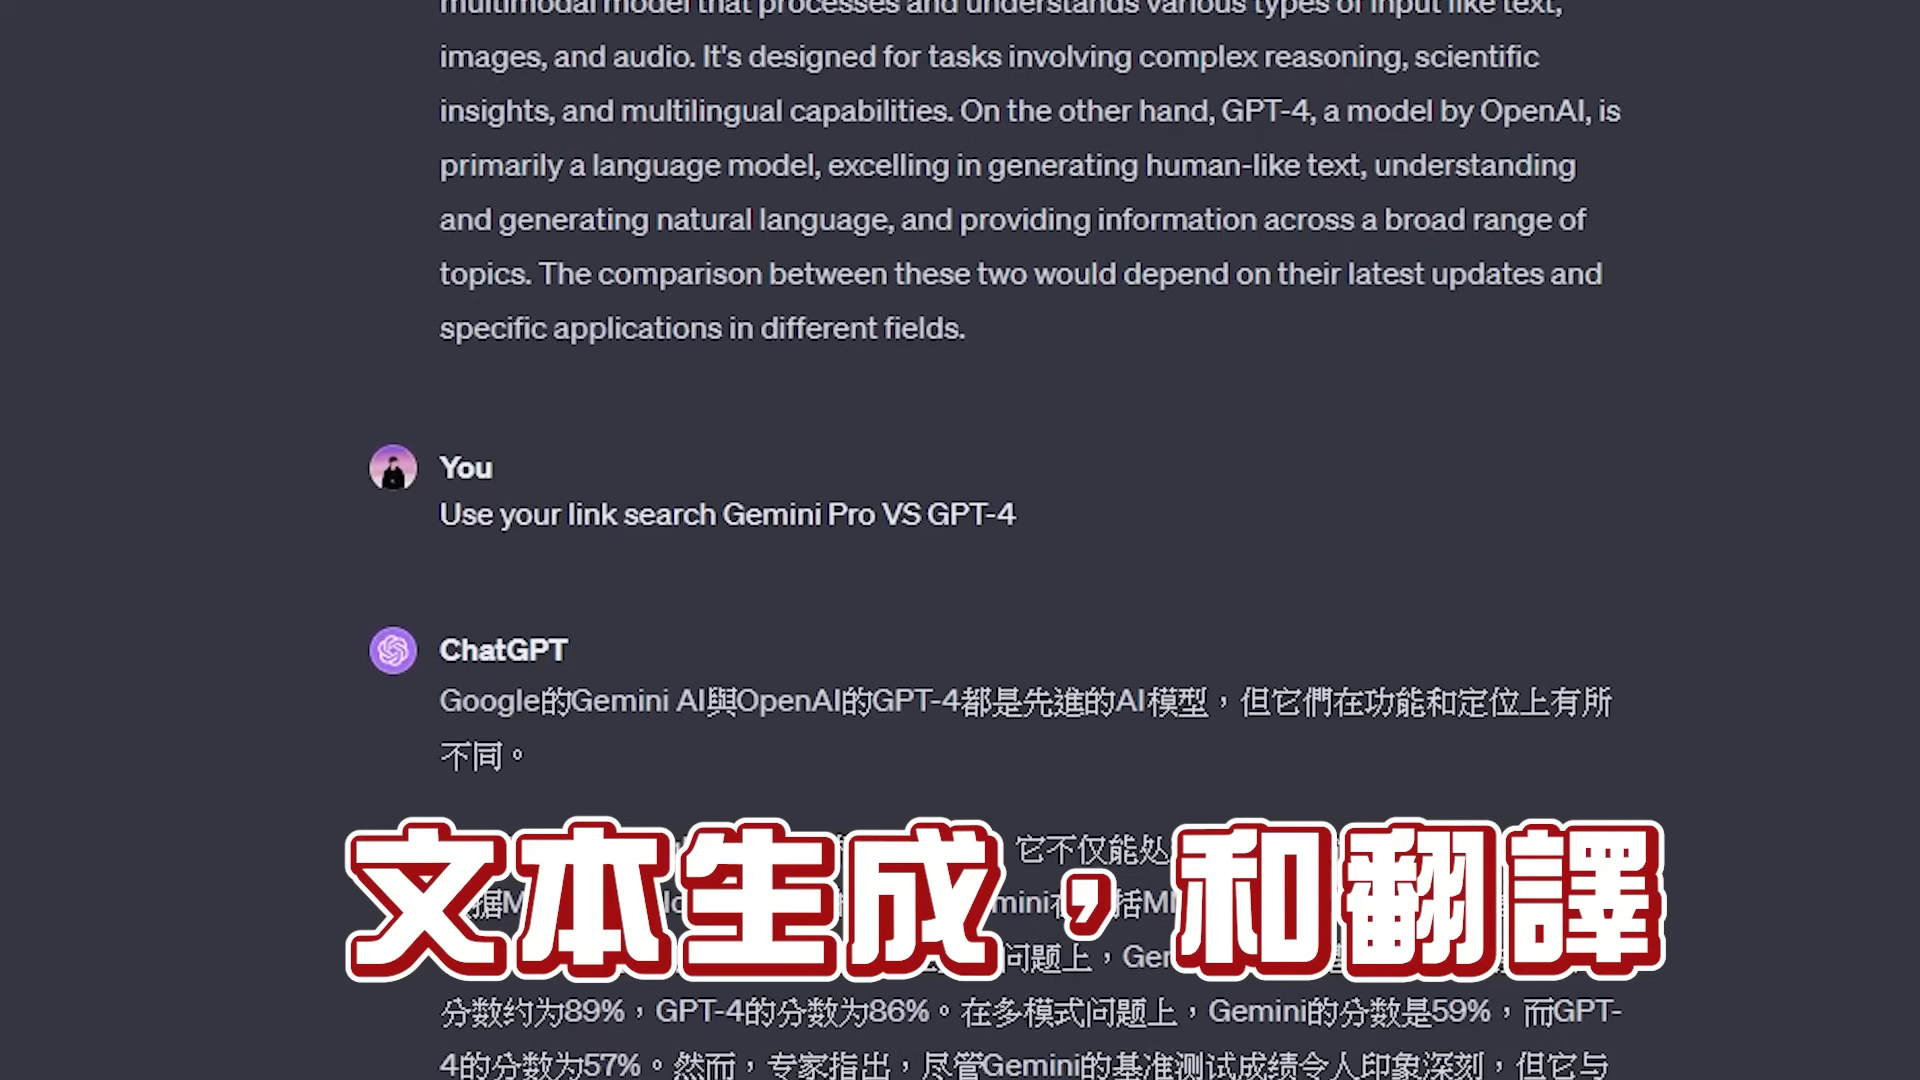 multimodal model that processes and understands various types of input like text,
images, and audio. It's designed for tasks involving complex reasoning, scientific
insights, and multilingual capabilities. On the other hand, GPT-4, a model by OpenAI, is
primarily a language model, excelling in generating human-like text, understanding
and generating natural language, and providing information across a broad range of
topics. The comparison between these two would depend on their latest updates and
specific applications in different fields.
You
Use your link search Gemini Pro VS GPT-4
ChatGPT
Google的Gemini AI與OpenAI的GPT-4都是先進的AI模型，但它們在功能和定位上有所
不同。
它不仅能处
据M mini在 括M
问题上，Ge
文本生成，和翻譯
分数约为89%，GPT-4的分数为86%。在多模式问题上，Gemini的分数是59%，而GPT-
4的分数为57%。然而，专家指出，尽管Gemini的基准测试成绩令人印象深刻，但它与